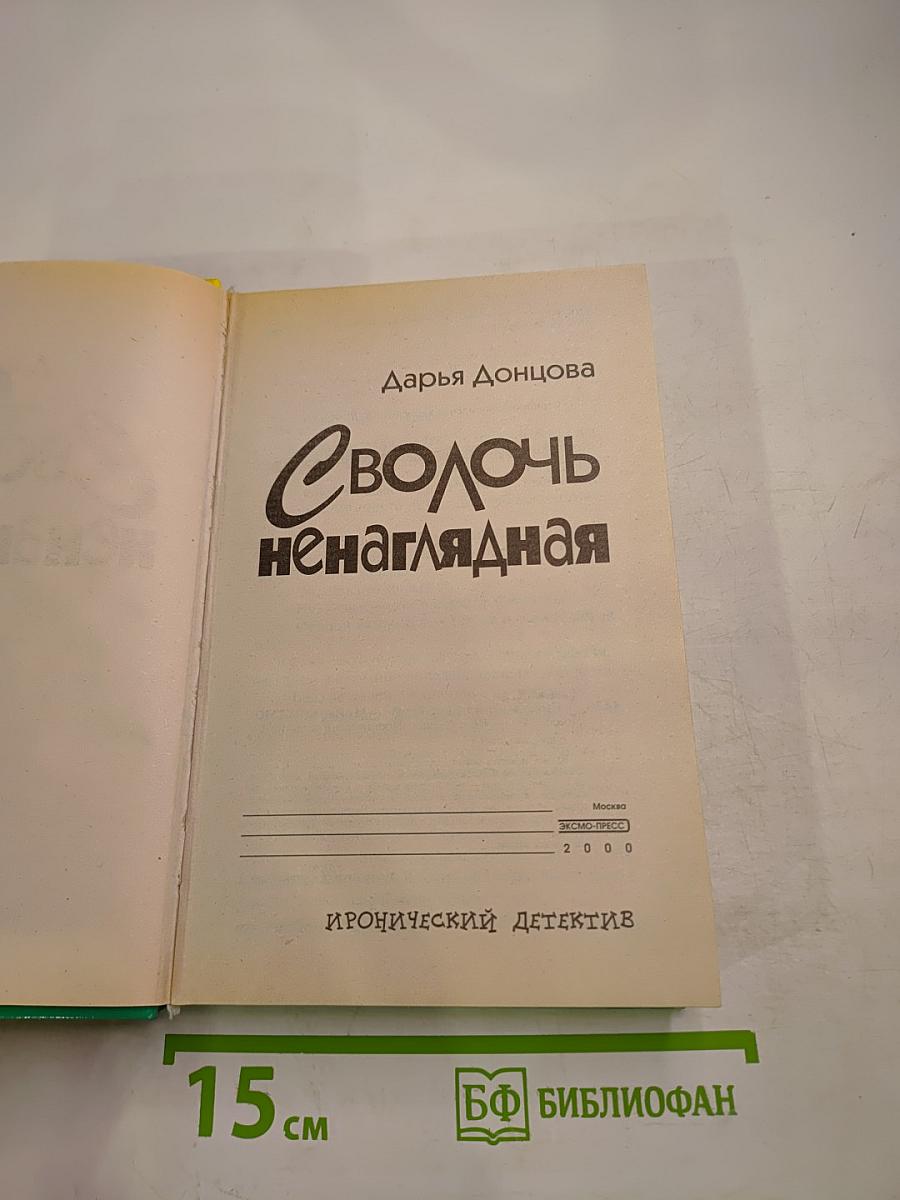 Дарья Донцова
Сволочь
ненаглядная
Москва
ЭКСМО-ПРЕСС
2000
ИРОНИЧЕСКИЙ ДЕТЕКТИВ
15 см
БФ БИБЛИОФАН